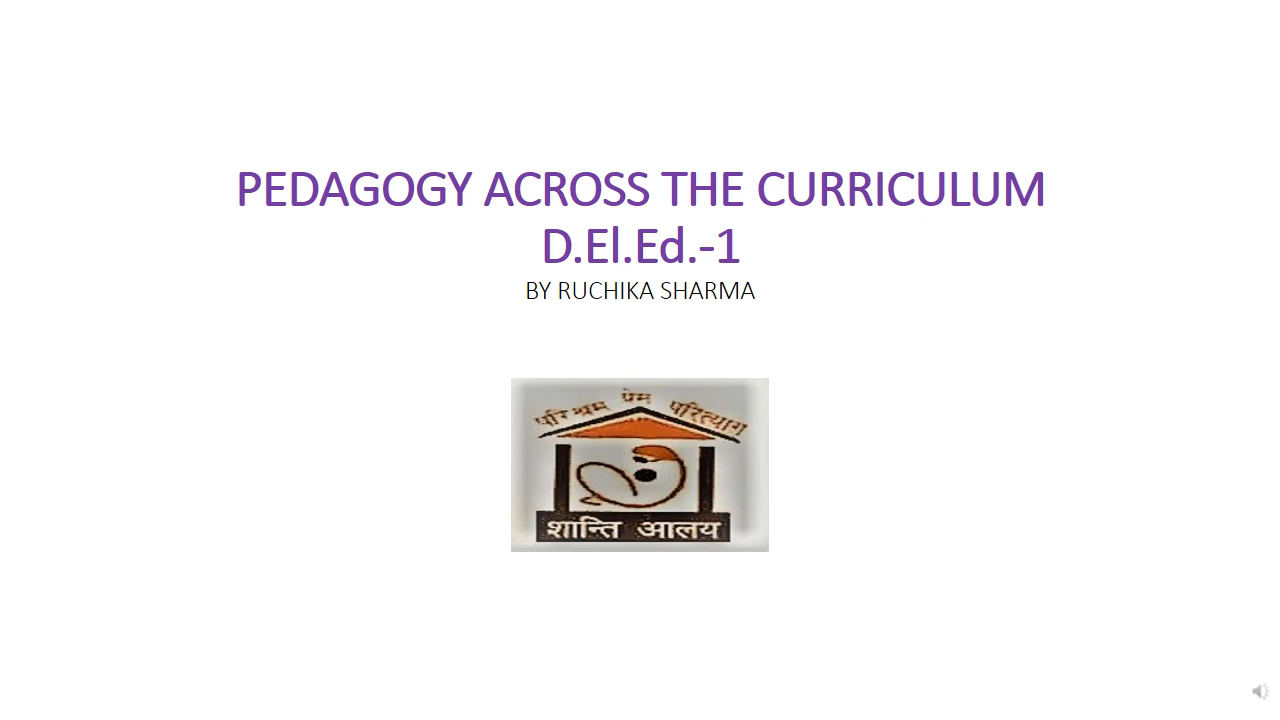 PEDAGOGY ACROSS THE CURRICULUM
D.El.Ed.-1
BY RUCHIKA SHARMA
परिश्रम प्रेम परित्याग
शान्ति आलय